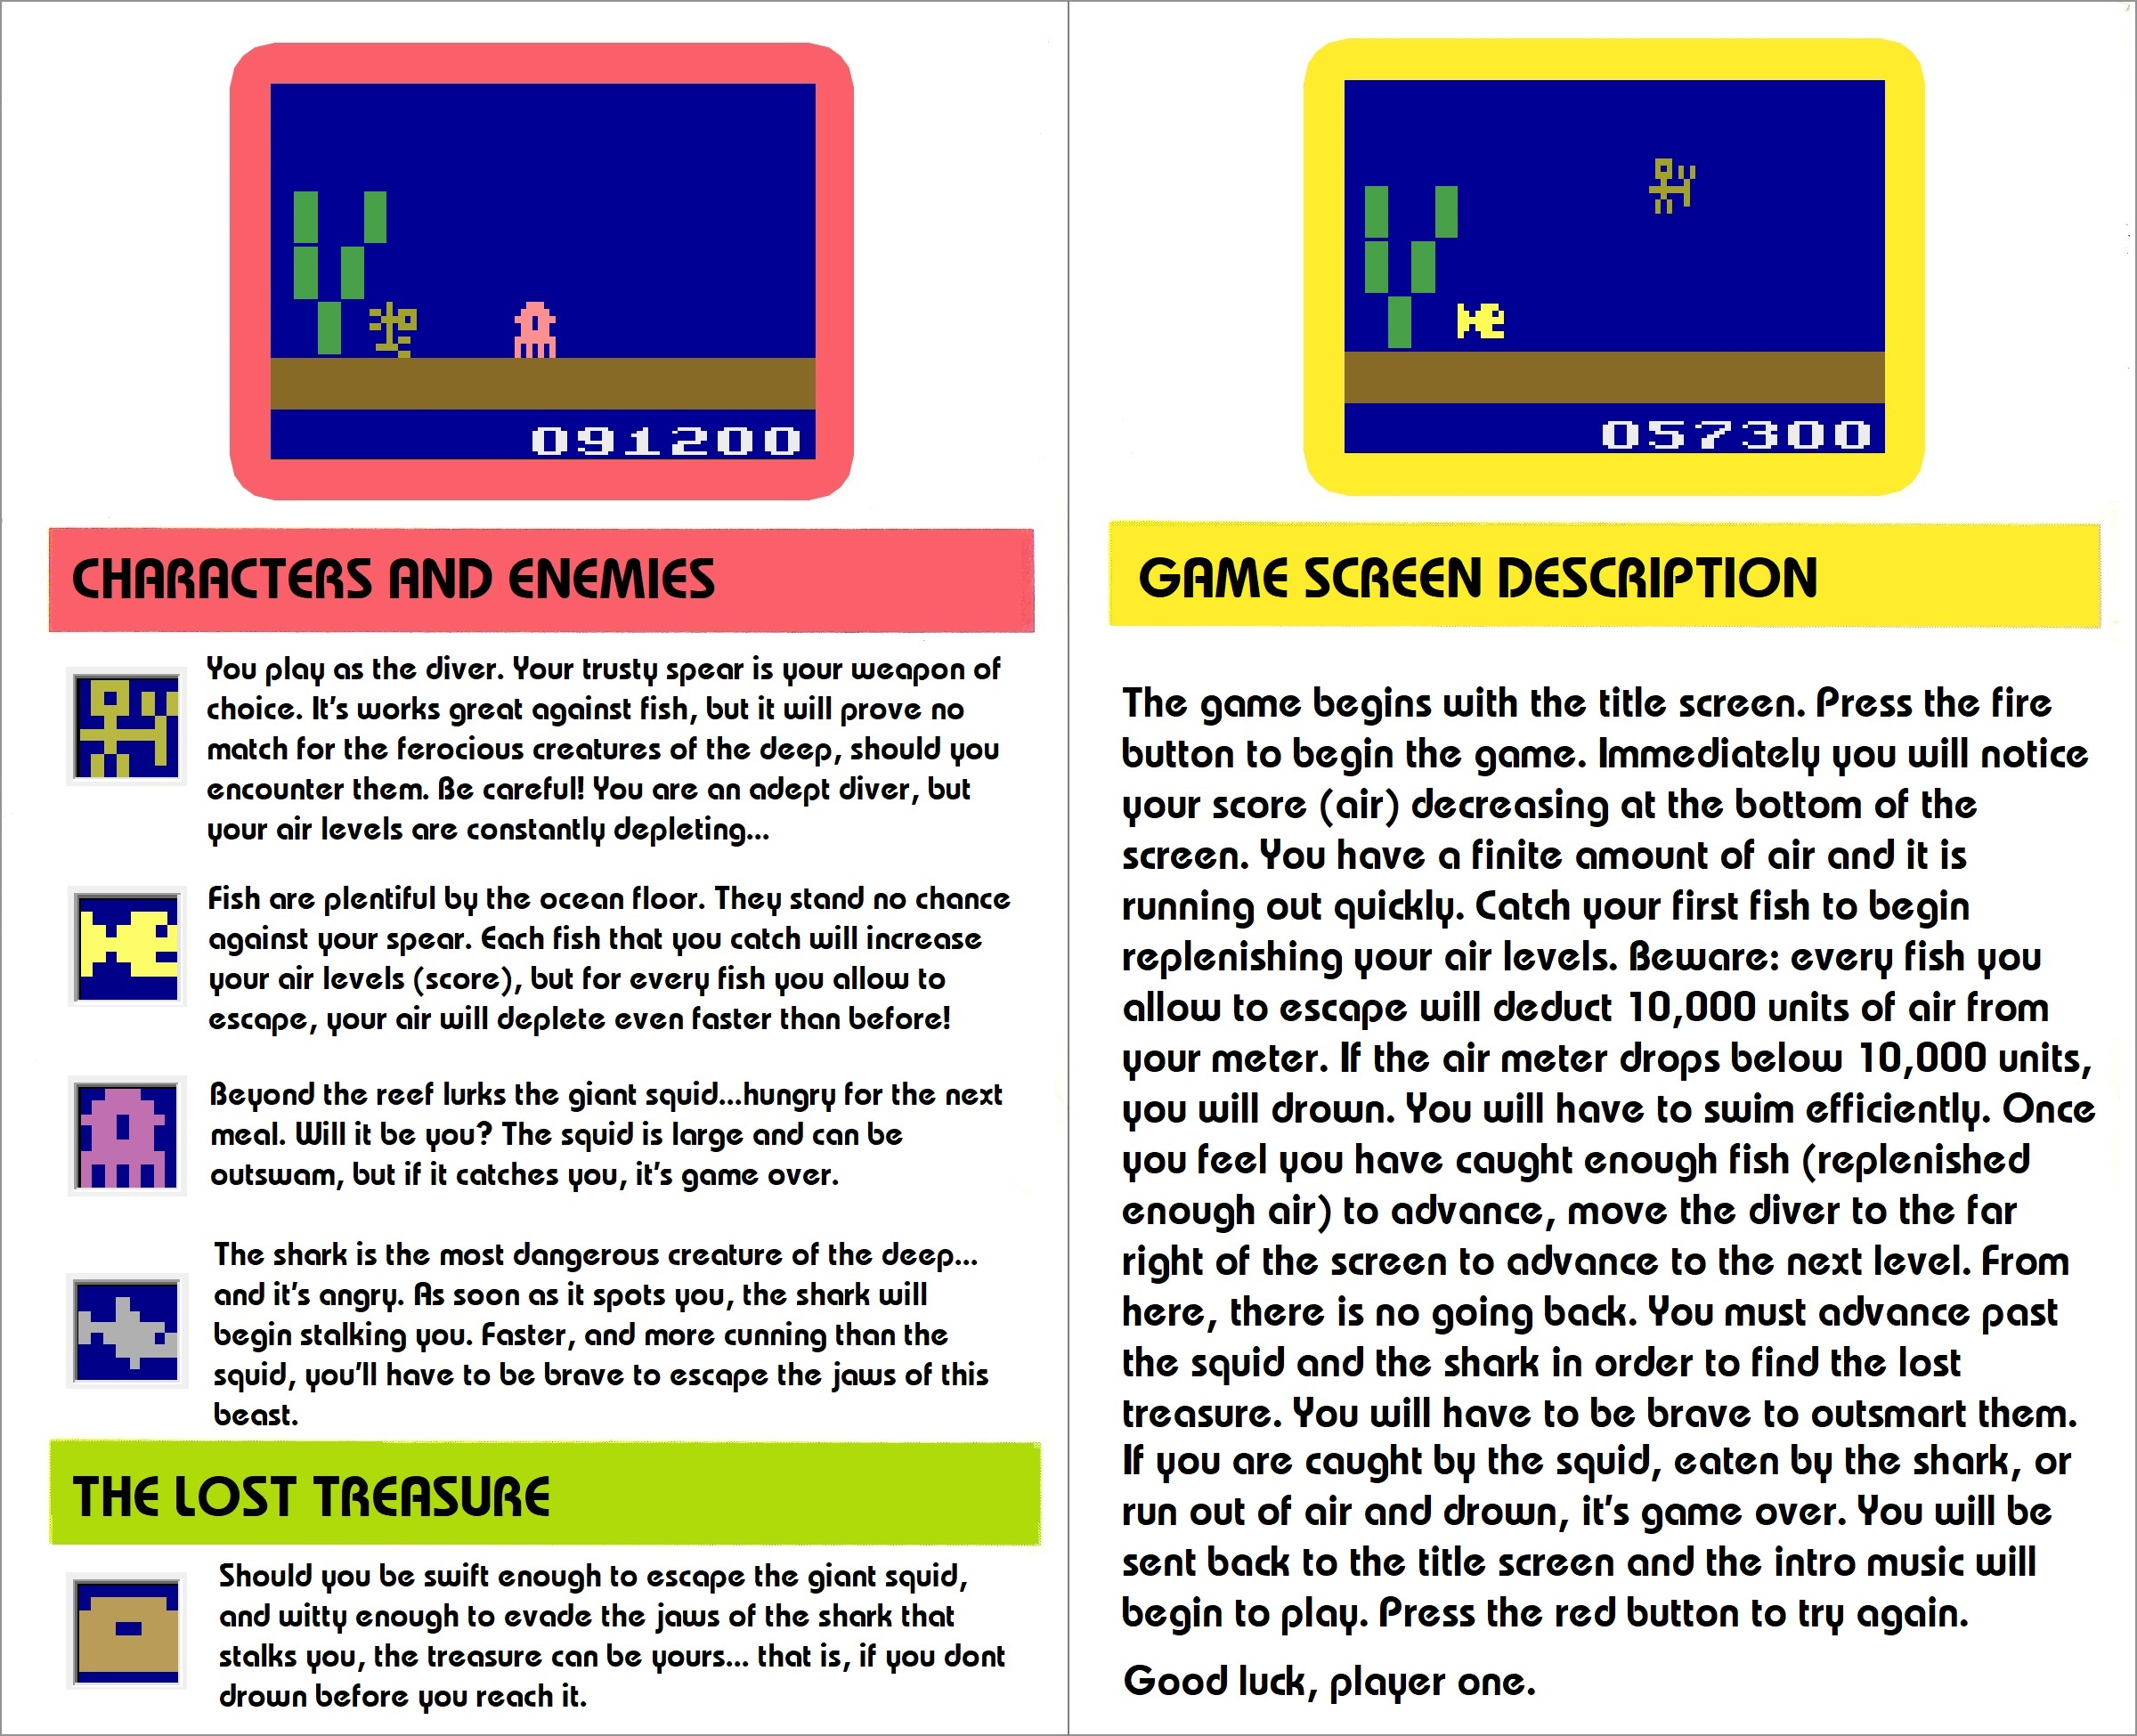 091200
CHARACTERS AND ENEMIES
You play as the diver. Your trusty spear is your weapon of
choice. It's works great against fish, but it will prove no
match for the ferocious creatures of the deep, should you
encounter them. Be careful! You are an adept diver, but
your air levels are constantly depleting...
Fish are plentiful by the ocean floor. They stand no chance
against your spear. Each fish that you catch will increase
your air levels (score), but for every fish you allow to
escape, your air will deplete even faster than before!
Beyond the reef lurks the giant squid...hungry for the next
meal. Will it be you? The squid is large and can be
outswam, but if it catches you, it's game over.
The shark is the most dangerous creature of the deep...
and it's angry. As soon as it spots you, the shark will
begin stalking you. Faster, and more cunning than the
squid, you'll have to be brave to escape the jaws of this
beast.
THE LOST TREASURE
Should you be swift enough to escape the giant squid,
and witty enough to evade the jaws of the shark that
stalks you, the treasure can be yours... that is, if you dont
drown before you reach it.
057300
GAME SCREEN DESCRIPTION
The game begins with the title screen. Press the fire
button to begin the game. Immediately you will notice
your score (air) decreasing at the bottom of the
screen. You have a finite amount of air and it is
running out quickly. Catch your first fish to begin
replenishing your air levels. Beware: every fish you
allow to escape will deduct 10,000 units of air from
your meter. If the air meter drops below 10,000 units,
you will drown. You will have to swim efficiently. Once
you feel you have caught enough fish (replenished
enough air) to advance, move the diver to the far
right of the screen to advance to the next level. From
here, there is no going back. You must advance past
the squid and the shark in order to find the lost
treasure. You will have to be brave to outsmart them.
If you are caught by the squid, eaten by the shark, or
run out of air and drown, it's game over. You will be
sent back to the title screen and the intro music will
begin to play. Press the red button to try again.
Good luck, player one.